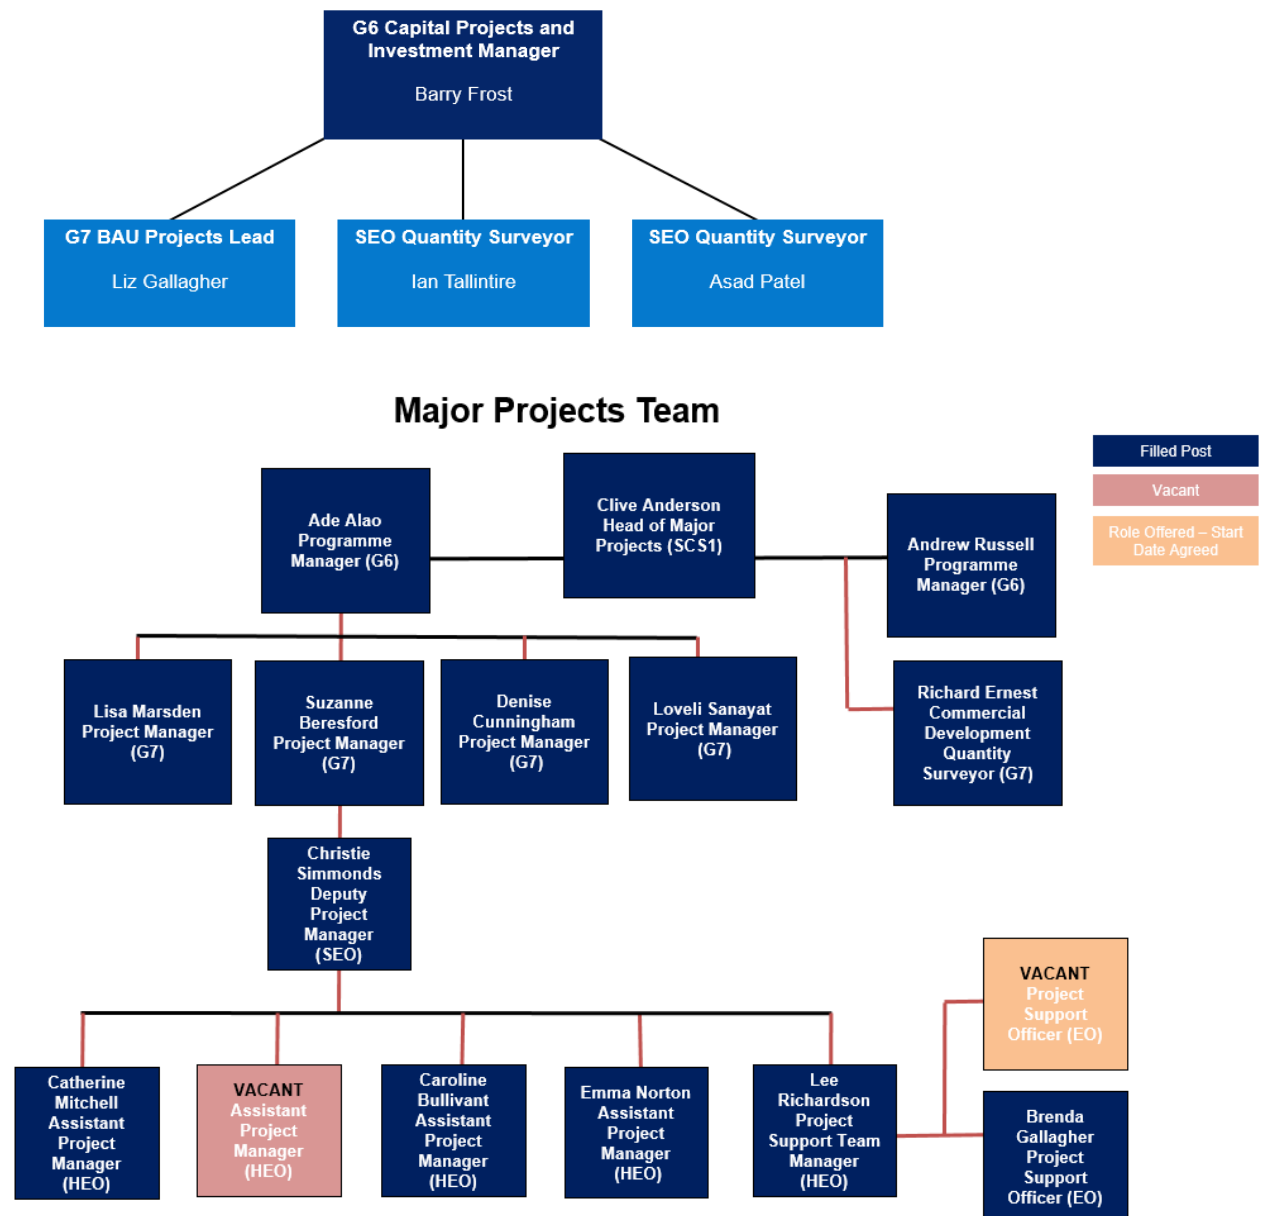 G6 Capital Projects and
Investment Manager
Barry Frost
G7 BAU Projects Lead
Liz Gallagher
SEO Quantity Surveyor
Ian Tallintire
SEO Quantity Surveyor
Asad Patel
Major Projects Team
Filled Post
Vacant
Role Offered – Start
Date Agreed
Ade Alao
Programme
Manager (G6)
Clive Anderson
Head of Major
Projects (SCS1)
Andrew Russell
Programme
Manager (G6)
Lisa Marsden
Project Manager
(G7)
Suzanne
Beresford
Project Manager
(G7)
Denise
Cunningham
Project Manager
(G7)
Loveli Sanayat
Project Manager
(G7)
Richard Ernest
Commercial
Development
Quantity
Surveyor (G7)
Christie
Simmonds
Deputy
Project
Manager
(SEO)
VACANT
Project
Support
Officer (EO)
Catherine
Mitchell
Assistant
Project
Manager
(HEO)
VACANT
Assistant
Project
Manager
(HEO)
Caroline
Bullivant
Assistant
Project
Manager
(HEO)
Emma Norton
Assistant
Project
Manager
(HEO)
Lee
Richardson
Project
Support Team
Manager
(HEO)
Brenda
Gallagher
Project
Support
Officer (EO)